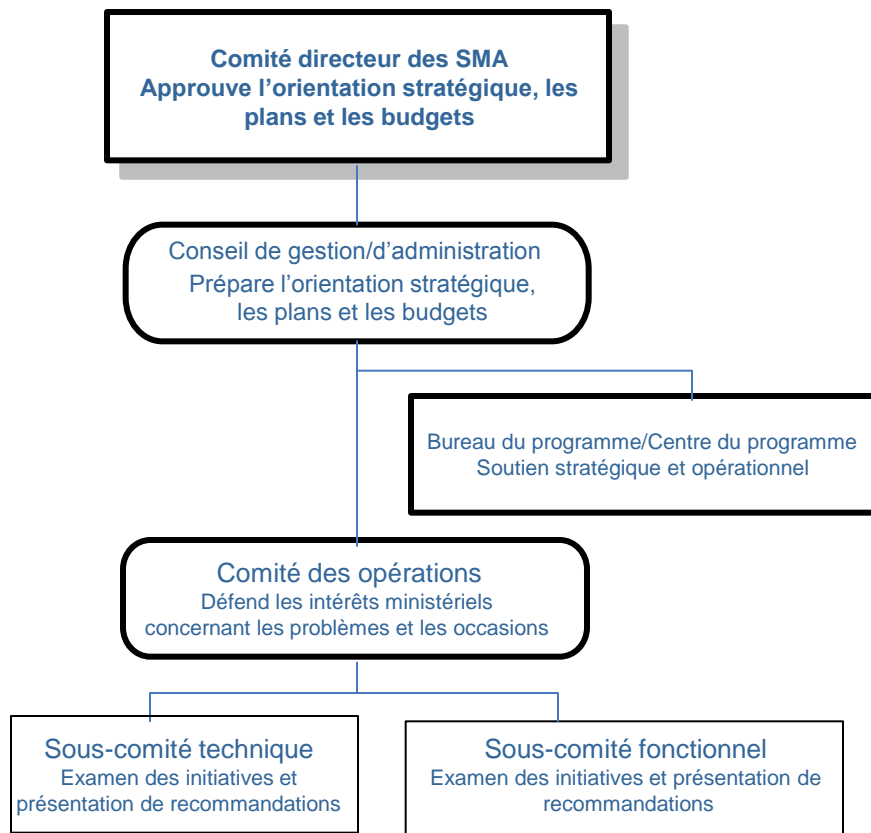 Comité directeur des SMA
Approuve l’orientation stratégique, les
plans et les budgets
Conseil de gestion/d’administration
Prépare l’orientation stratégique,
les plans et les budgets
Bureau du programme/Centre du programme
Soutien stratégique et opérationnel
Comité des opérations
Défend les intérêts ministériels
concernant les problèmes et les occasions
Sous-comité technique
Examen des initiatives et
présentation de recommandations
Sous-comité fonctionnel
Examen des initiatives et présentation de
recommandations